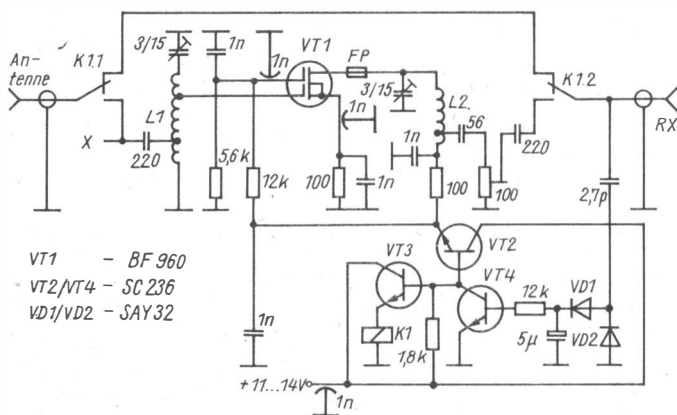 An-
tenne
K1.1
3/15
1n
1n
VT1
FP
3/15
1n
L1
L2
56
1n
X
220
5,6k
12k
100
1n
100
100
220
K1.2
RX
2,7p
VT1 - BF 960
VT2/VT4 - SC 236
VD1/VD2 - SAY 32
VT2
VT3
VT4
12k
VD1
VD2
5µ
K1
1,8k
1n
+11...14V
1n